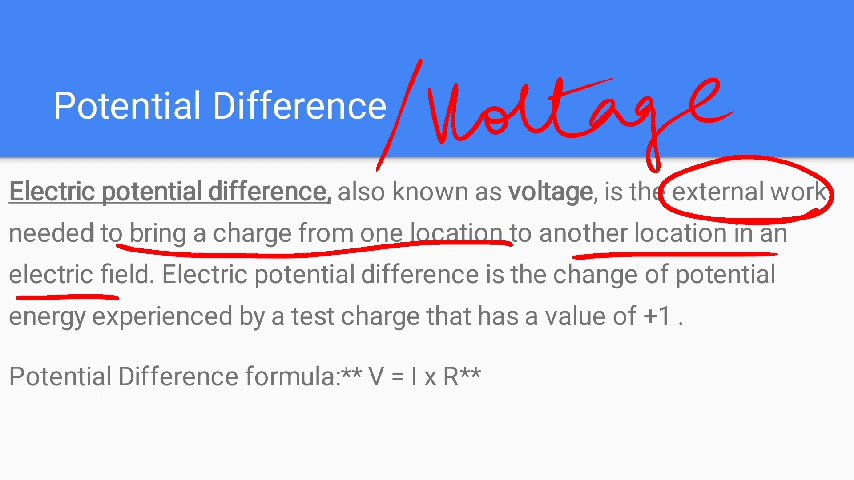 Potential Difference / Voltage
Electric potential difference, also known as voltage, is the external work
needed to bring a charge from one location to another location in an
electric field. Electric potential difference is the change of potential
energy experienced by a test charge that has a value of +1 .
Potential Difference formula:** V = I x R**